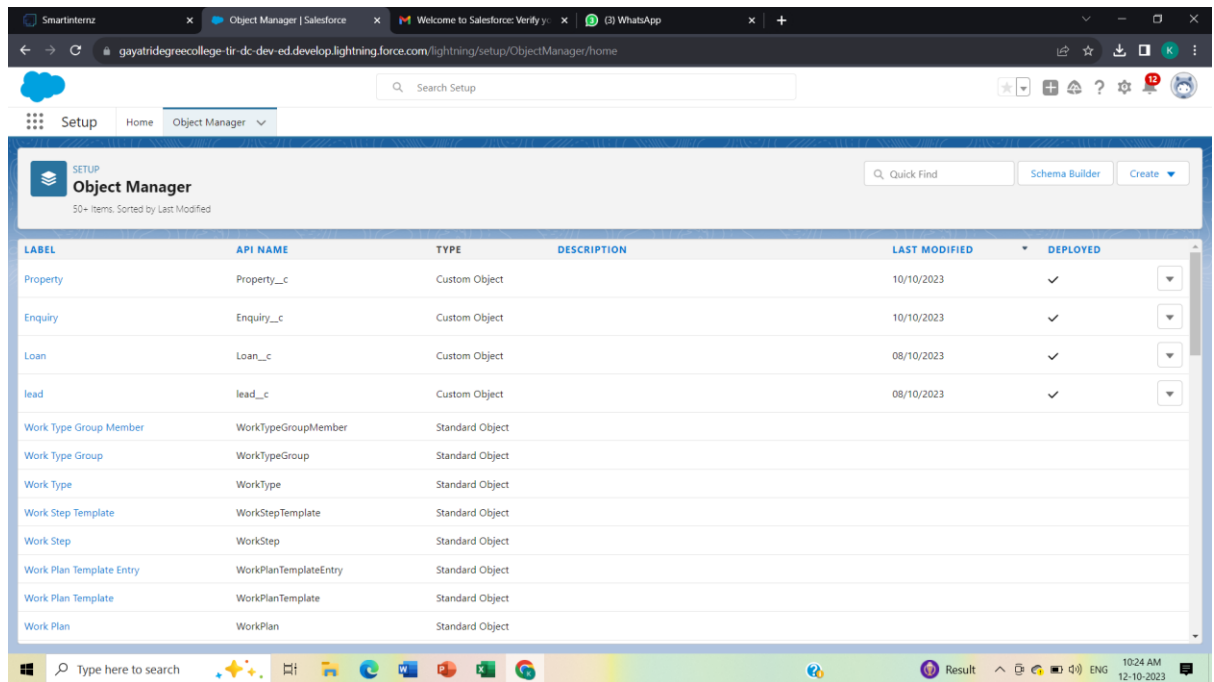 Smartinternz
Object Manager | Salesforce
Welcome to Salesforce: Verify yo
(3) WhatsApp
gayatridegreecollege-tir-dc-dev-ed.develop.lightning.force.com/lightning/setup/ObjectManager/home
K
Search Setup
12
Setup Home Object Manager
SETUP
Object Manager
50+ Items. Sorted by Last Modified
Quick Find Schema Builder Create
LABEL API NAME TYPE DESCRIPTION LAST MODIFIED DEPLOYED
Property Property__c Custom Object 10/10/2023
Enquiry Enquiry__c Custom Object 10/10/2023
Loan Loan__c Custom Object 08/10/2023
lead lead__c Custom Object 08/10/2023
Work Type Group Member WorkTypeGroupMember Standard Object
Work Type Group WorkTypeGroup Standard Object
Work Type WorkType Standard Object
Work Step Template WorkStepTemplate Standard Object
Work Step WorkStep Standard Object
Work Plan Template Entry WorkPlanTemplateEntry Standard Object
Work Plan Template WorkPlanTemplate Standard Object
Work Plan WorkPlan Standard Object
Type here to search Result ENG 10:24 AM
12-10-2023